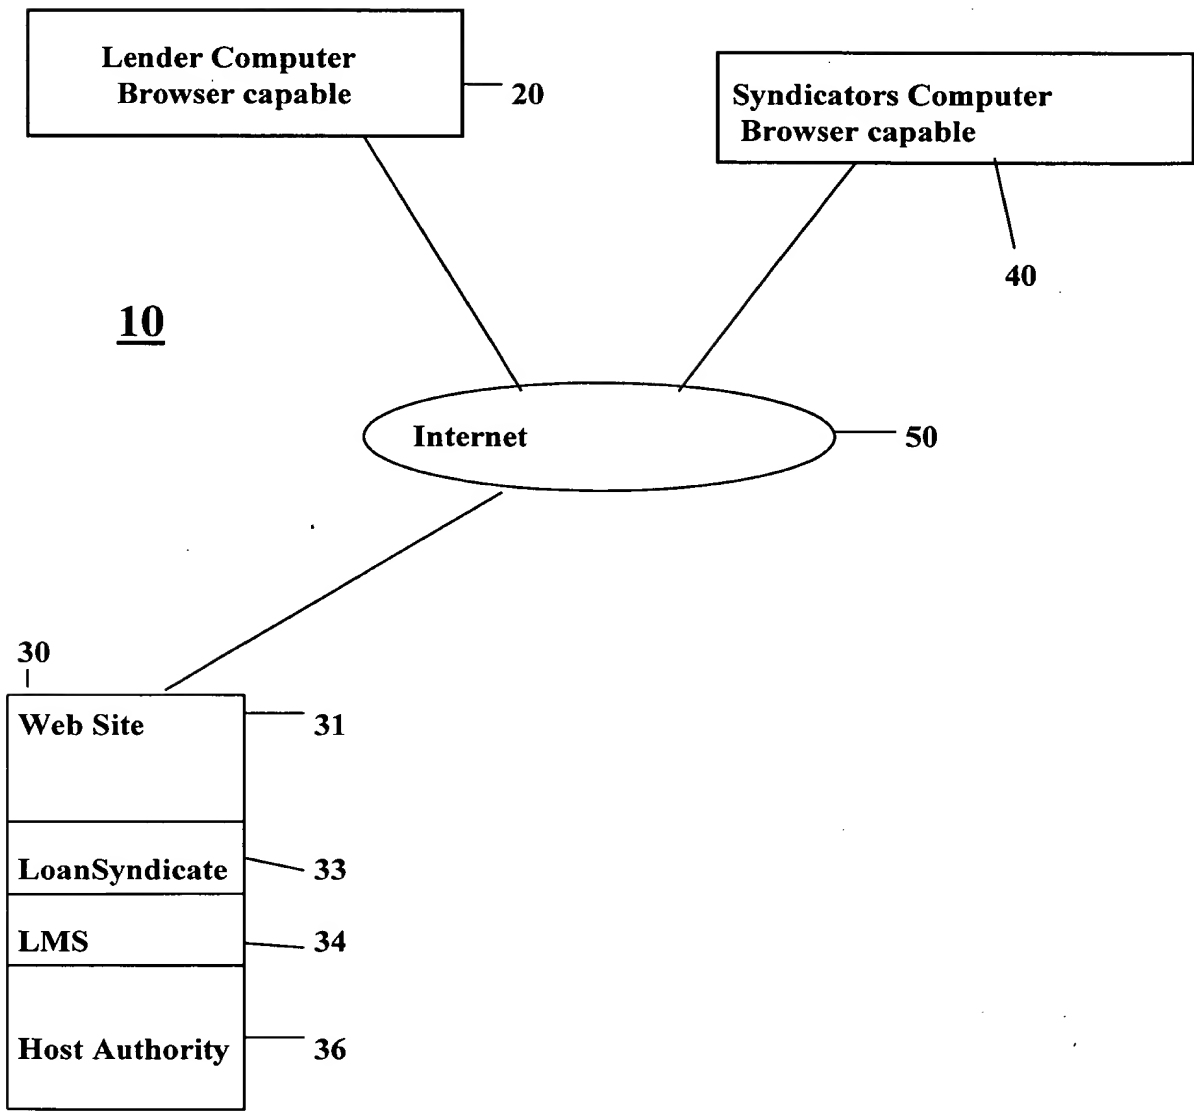 Lender Computer
Browser capable
20
Syndicators Computer
Browser capable
40
10
Internet
50
30
Web Site
31
LoanSyndicate
33
LMS
34
Host Authority
36